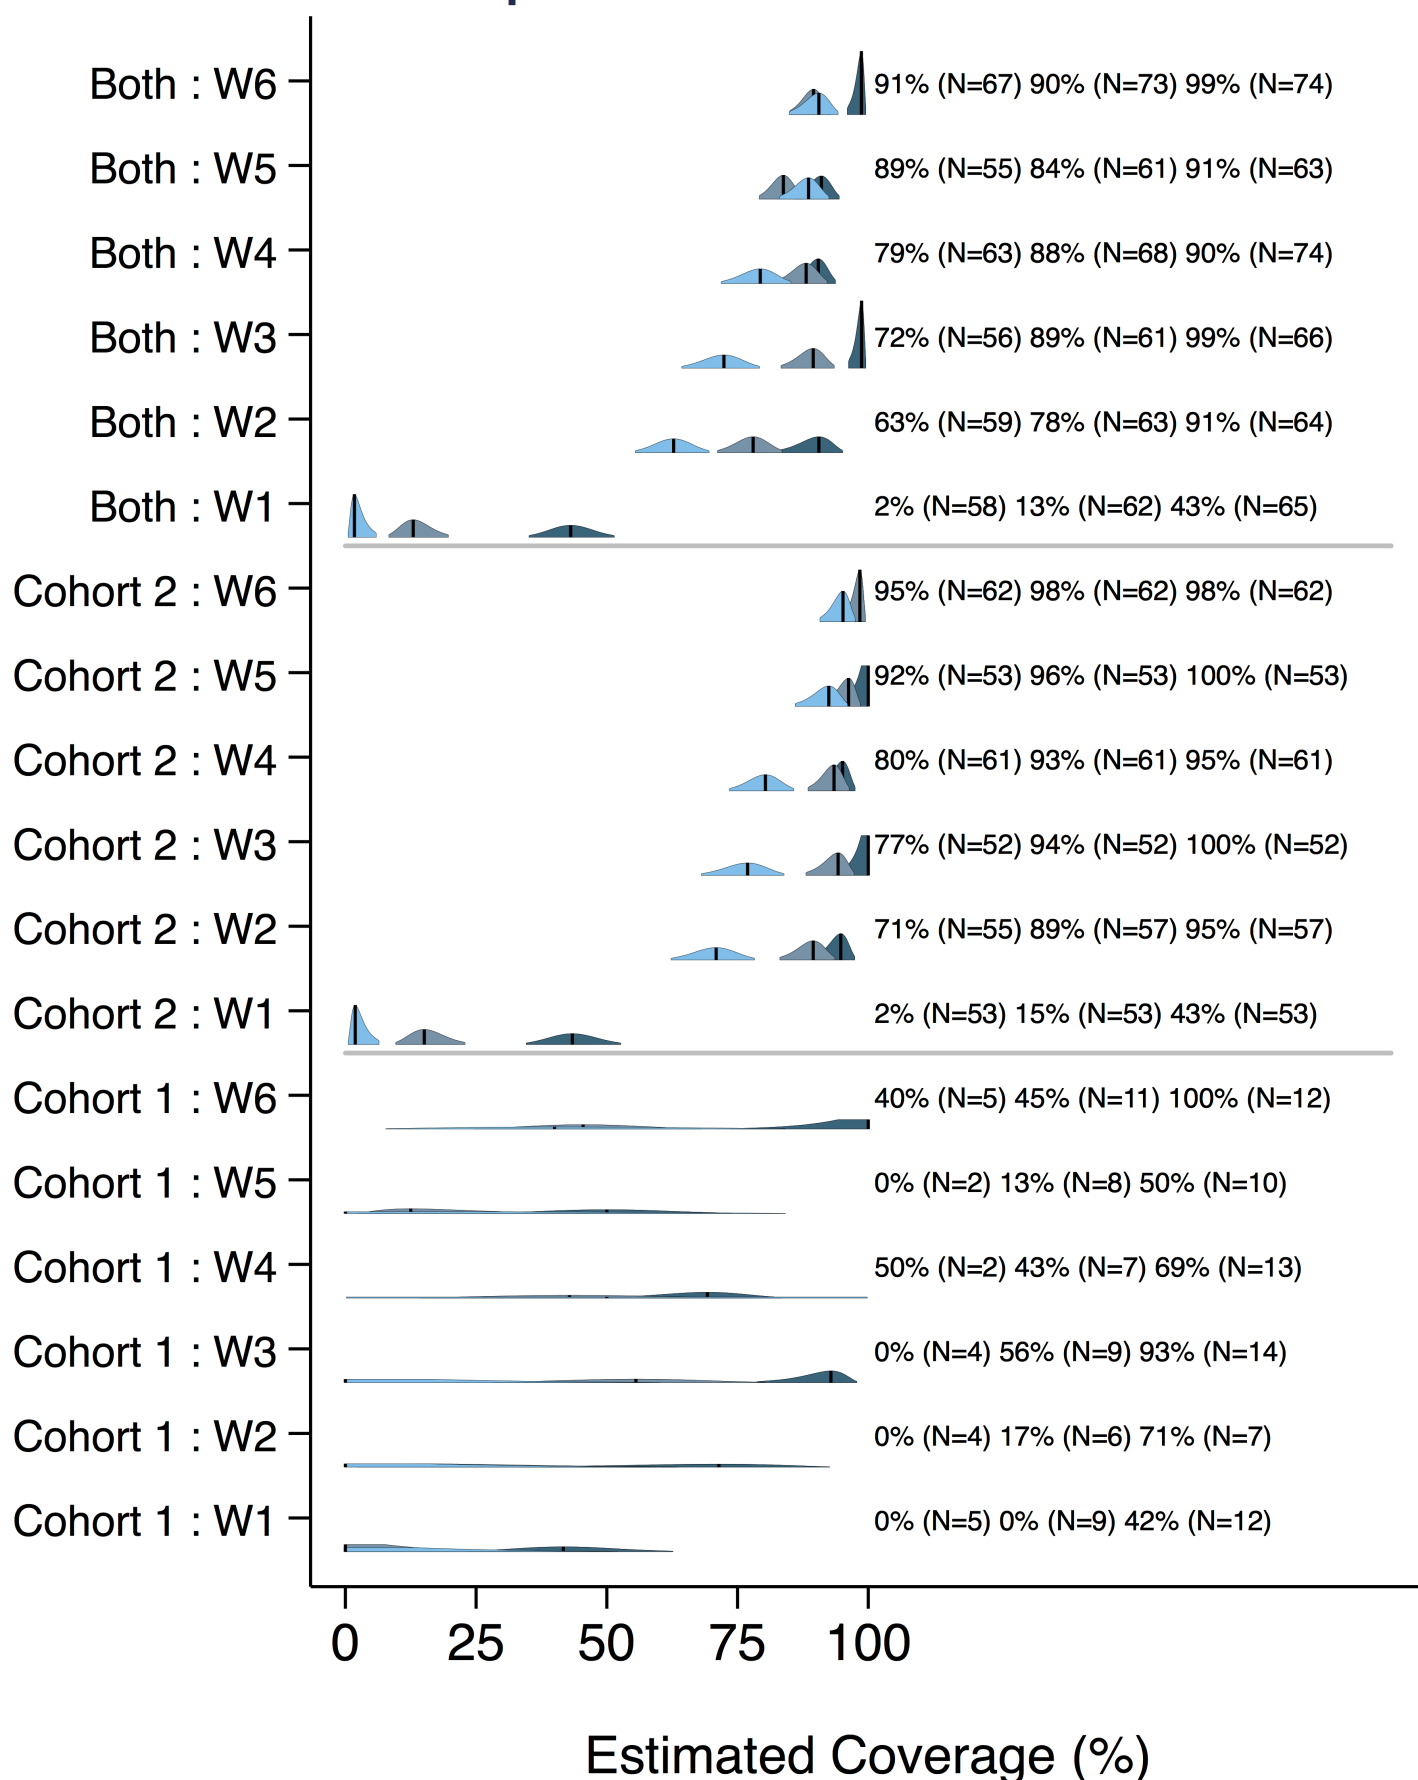 Both : W6 91% (N=67) 90% (N=73) 99% (N=74)
Both : W5 89% (N=55) 84% (N=61) 91% (N=63)
Both : W4 79% (N=63) 88% (N=68) 90% (N=74)
Both : W3 72% (N=56) 89% (N=61) 99% (N=66)
Both : W2 63% (N=59) 78% (N=63) 91% (N=64)
Both : W1 2% (N=58) 13% (N=62) 43% (N=65)
Cohort 2 : W6 95% (N=62) 98% (N=62) 98% (N=62)
Cohort 2 : W5 92% (N=53) 96% (N=53) 100% (N=53)
Cohort 2 : W4 80% (N=61) 93% (N=61) 95% (N=61)
Cohort 2 : W3 77% (N=52) 94% (N=52) 100% (N=52)
Cohort 2 : W2 71% (N=55) 89% (N=57) 95% (N=57)
Cohort 2 : W1 2% (N=53) 15% (N=53) 43% (N=53)
Cohort 1 : W6 40% (N=5) 45% (N=11) 100% (N=12)
Cohort 1 : W5 0% (N=2) 13% (N=8) 50% (N=10)
Cohort 1 : W4 50% (N=2) 43% (N=7) 69% (N=13)
Cohort 1 : W3 0% (N=4) 56% (N=9) 93% (N=14)
Cohort 1 : W2 0% (N=4) 17% (N=6) 71% (N=7)
Cohort 1 : W1 0% (N=5) 0% (N=9) 42% (N=12)
0 25 50 75 100
Estimated Coverage (%)